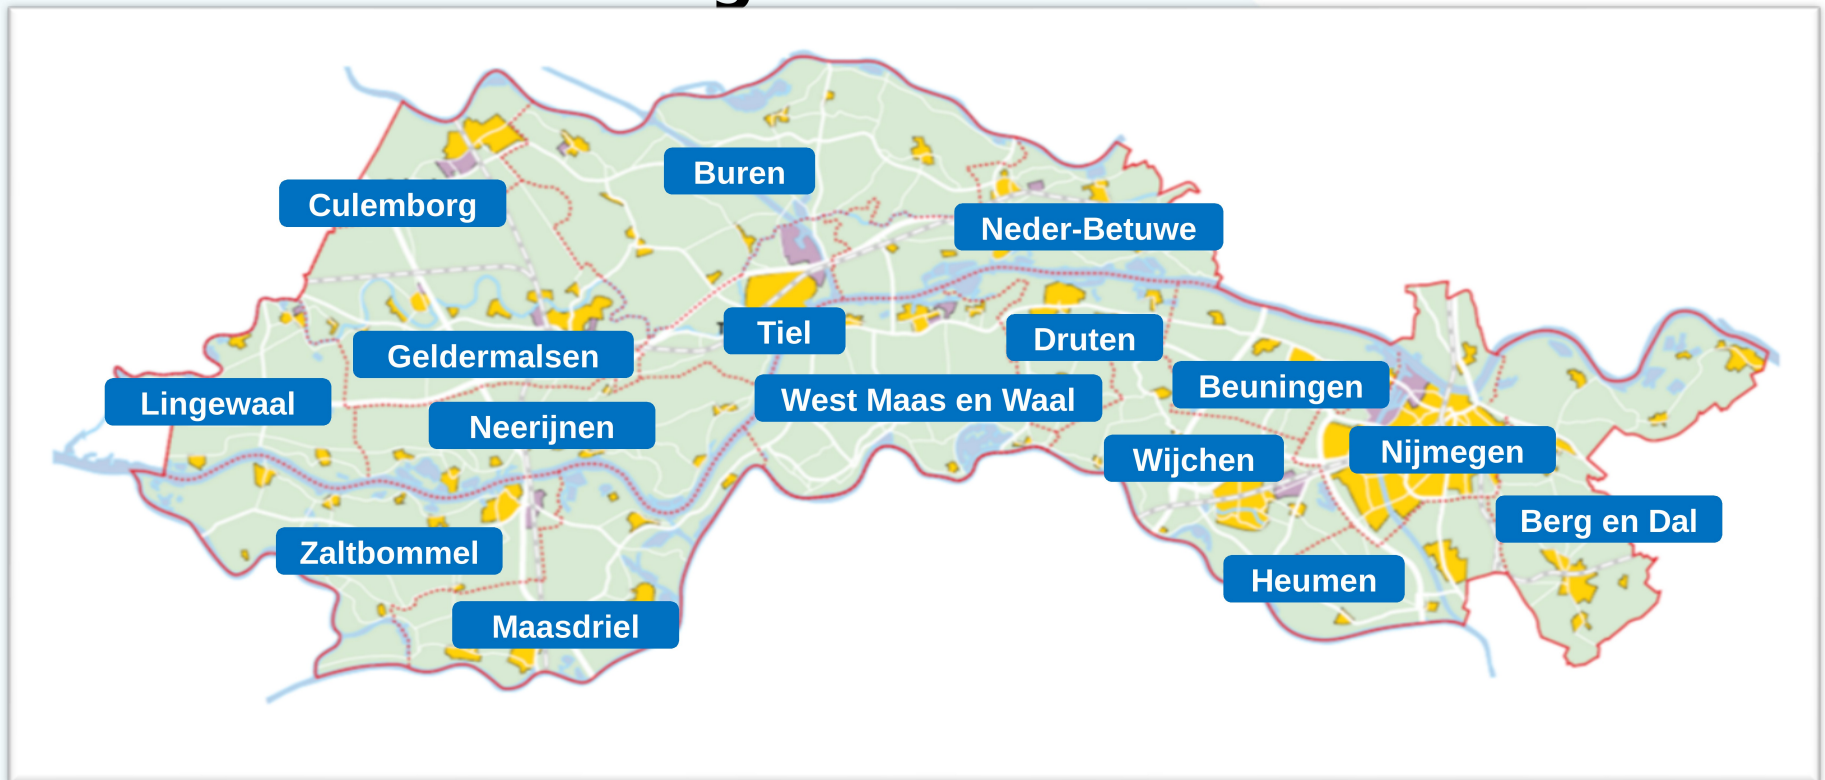 Buren
Culemborg
Neder-Betuwe
Tiel
Druten
Geldermalsen
Beuningen
Lingewaal
West Maas en Waal
Neerijnen
Nijmegen
Wijchen
Berg en Dal
Zaltbommel
Heumen
Maasdriel